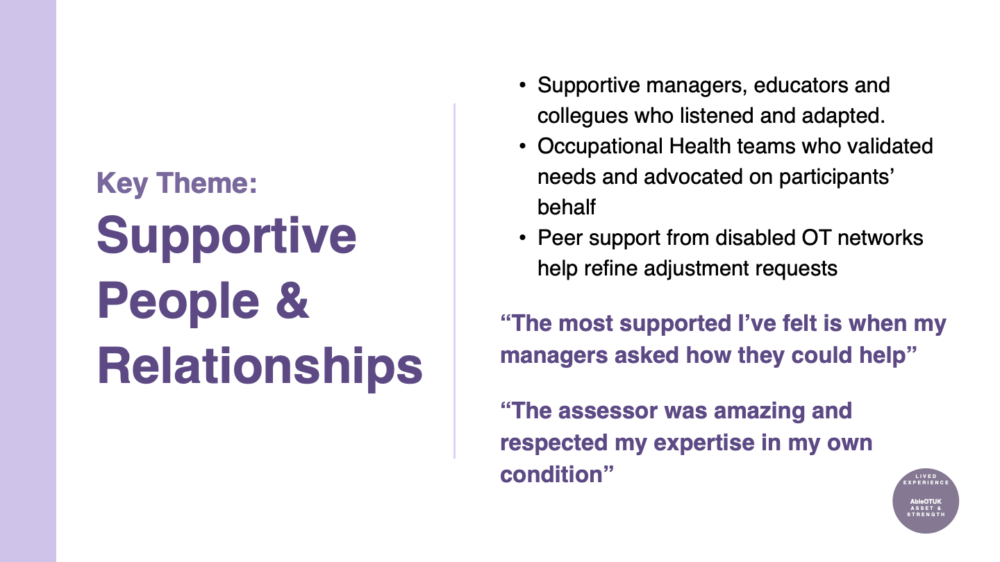 Key Theme:
Supportive
People &
Relationships
• Supportive managers, educators and
collegues who listened and adapted.
• Occupational Health teams who validated
needs and advocated on participants’
behalf
• Peer support from disabled OT networks
help refine adjustment requests
“The most supported I’ve felt is when my
managers asked how they could help”
“The assessor was amazing and
respected my expertise in my own
condition”
LIVED
EXPERIENCE
AbleOTUK
ASSET &
STRENGTH